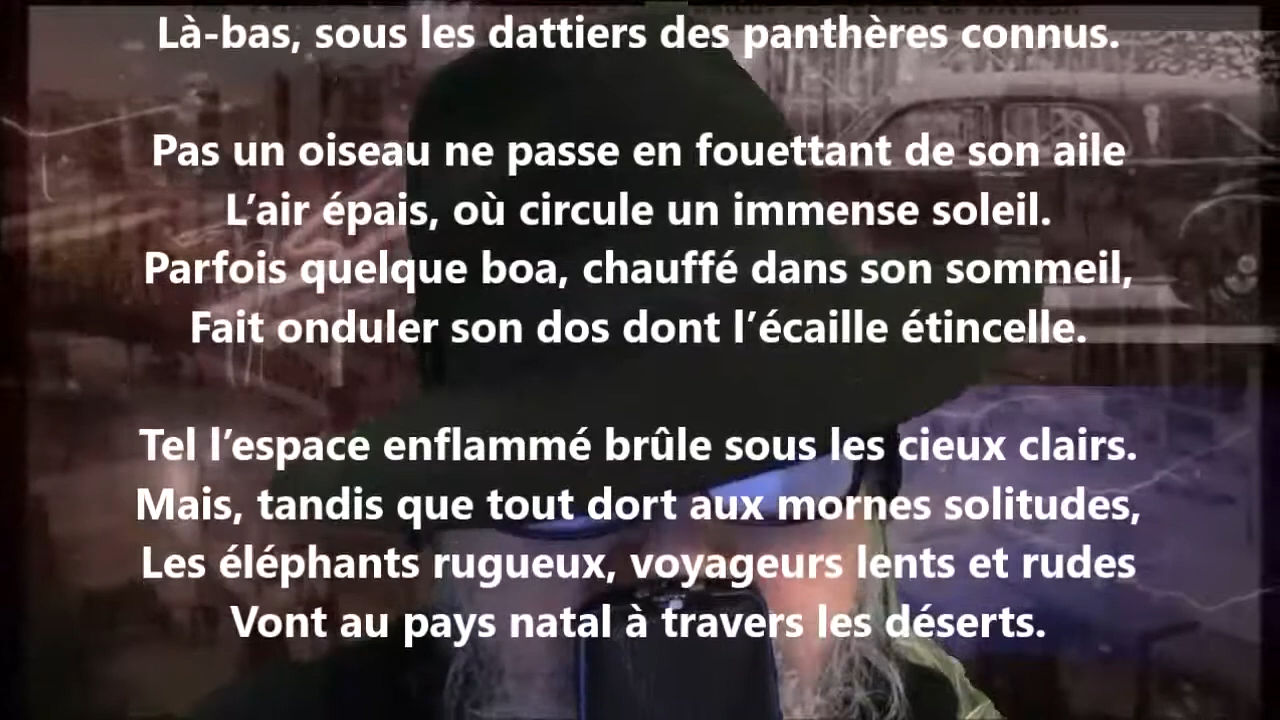 Là-bas, sous les dattiers des panthères connus.
Pas un oiseau ne passe en fouettant de son aile
L’air épais, où circule un immense soleil.
Parfois quelque boa, chauffé dans son sommeil,
Fait onduler son dos dont l’écaille étincelle.
Tel l’espace enflammé brûle sous les cieux clairs.
Mais, tandis que tout dort aux mornes solitudes,
Les éléphants rugueux, voyageurs lents et rudes
Vont au pays natal à travers les déserts.